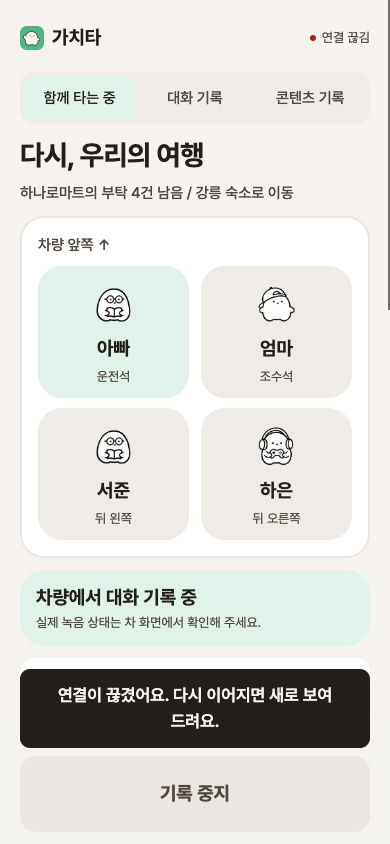 가치타
연결 끊김
함께 타는 중
대화 기록
콘텐츠 기록
다시, 우리의 여행
하나로마트의 부탁 4건 남음 / 강릉 숙소로 이동
차량 앞쪽 ↑
아빠
운전석
엄마
조수석
서준
뒤 왼쪽
하은
뒤 오른쪽
차량에서 대화 기록 중
실제 녹음 상태는 차 화면에서 확인해 주세요.
연결이 끊겼어요. 다시 이어지면 새로 보여
드려요.
기록 중지